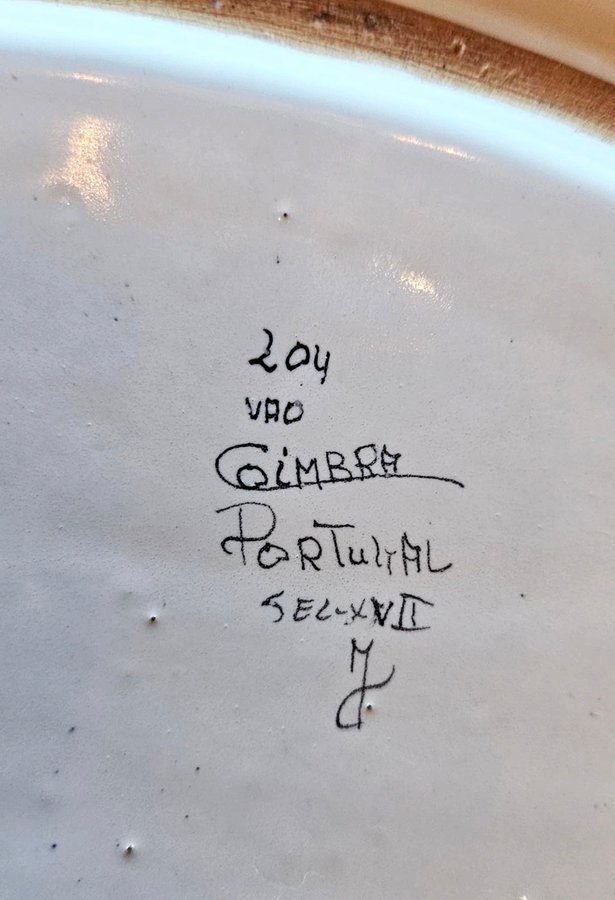 204
VAO
COIMBRA
PORTUGAL
SEC-XVII